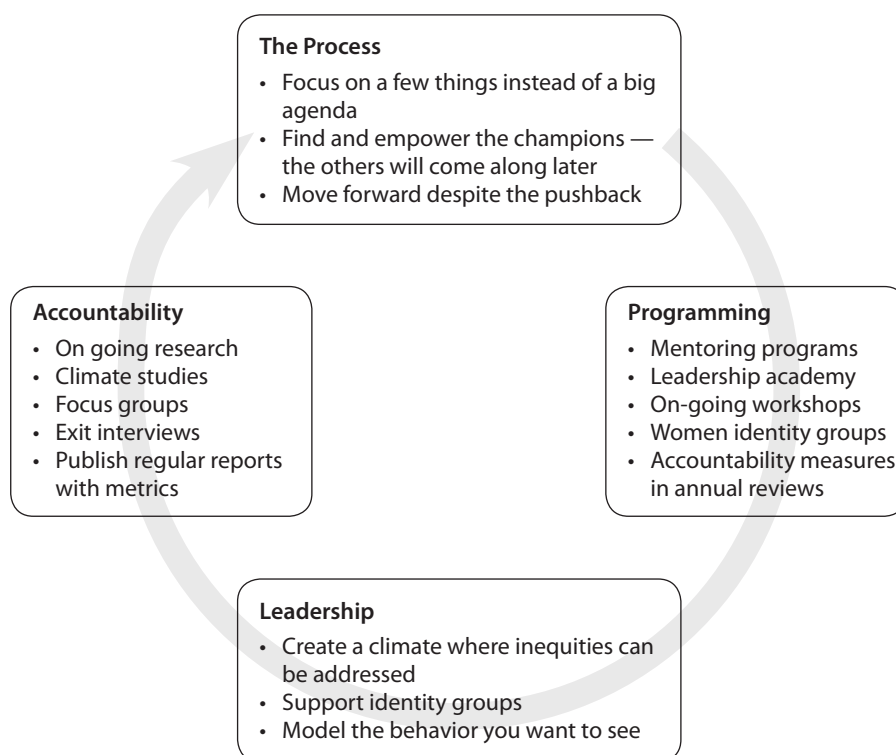 The Process
• Focus on a few things instead of a big
agenda
• Find and empower the champions —
the others will come along later
• Move forward despite the pushback
Accountability
• On going research
• Climate studies
• Focus groups
• Exit interviews
• Publish regular reports
with metrics
Programming
• Mentoring programs
• Leadership academy
• On-going workshops
• Women identity groups
• Accountability measures
in annual reviews
Leadership
• Create a climate where inequities can
be addressed
• Support identity groups
• Model the behavior you want to see